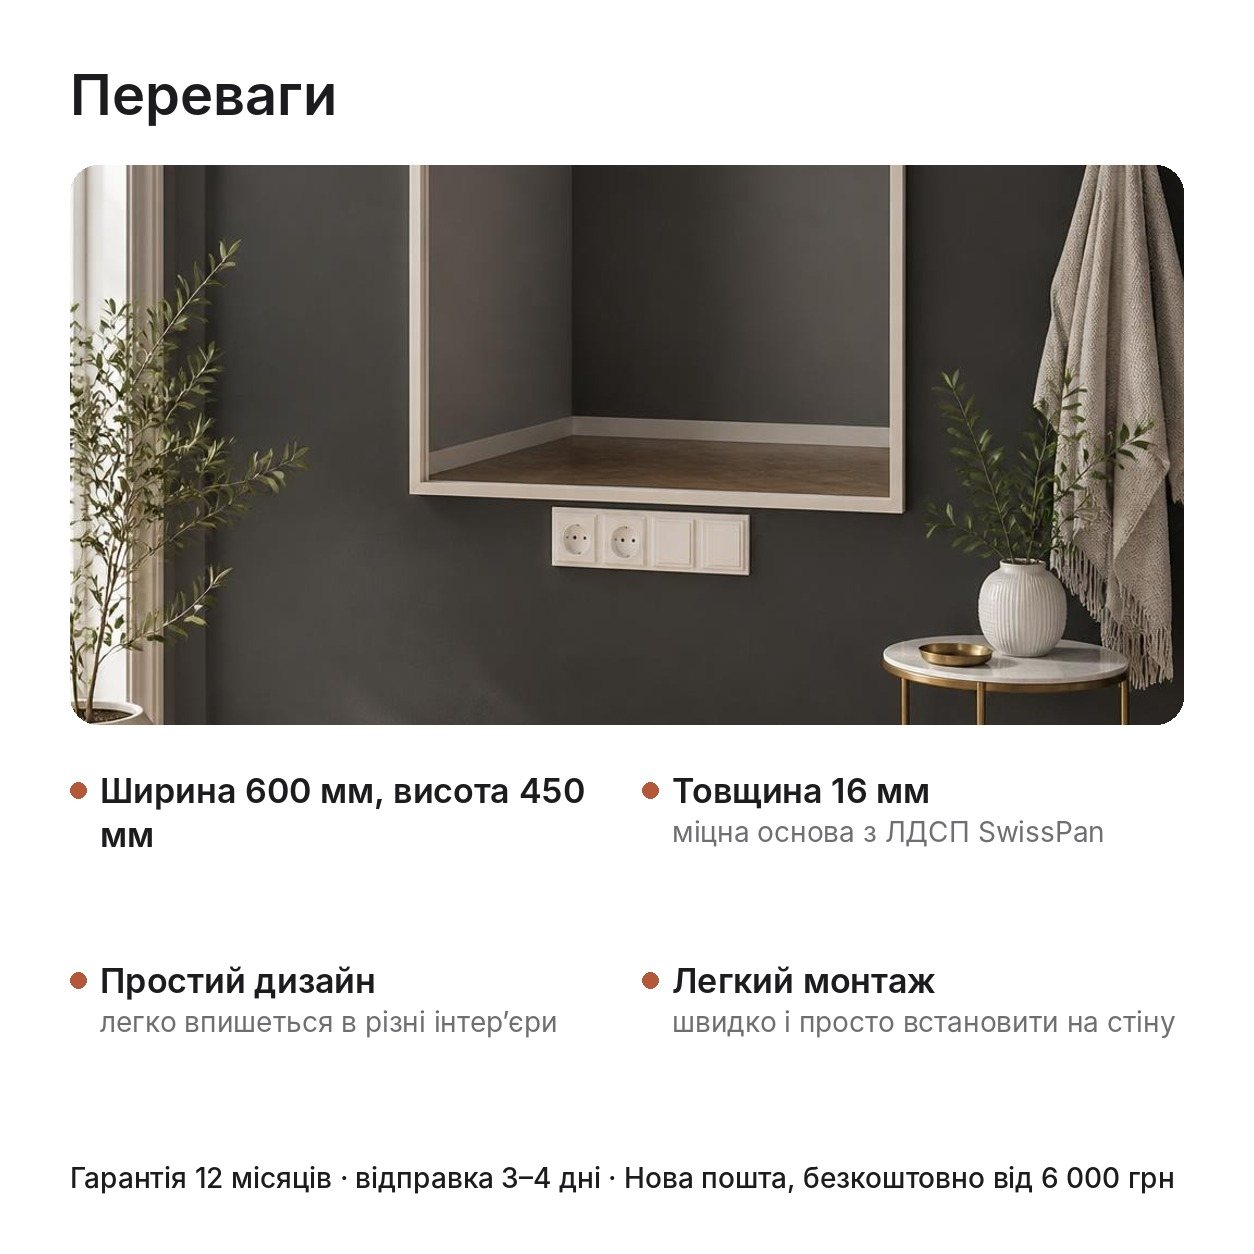 Переваги
Ширина 600 мм, висота 450
мм
Товщина 16 мм
міцна основа з ЛДСП SwissPan
Простий дизайн
легко впишеться в різні інтер’єри
Легкий монтаж
швидко і просто встановити на стіну
Гарантія 12 місяців · відправка 3–4 дні · Нова пошта, безкоштовно від 6 000 грн